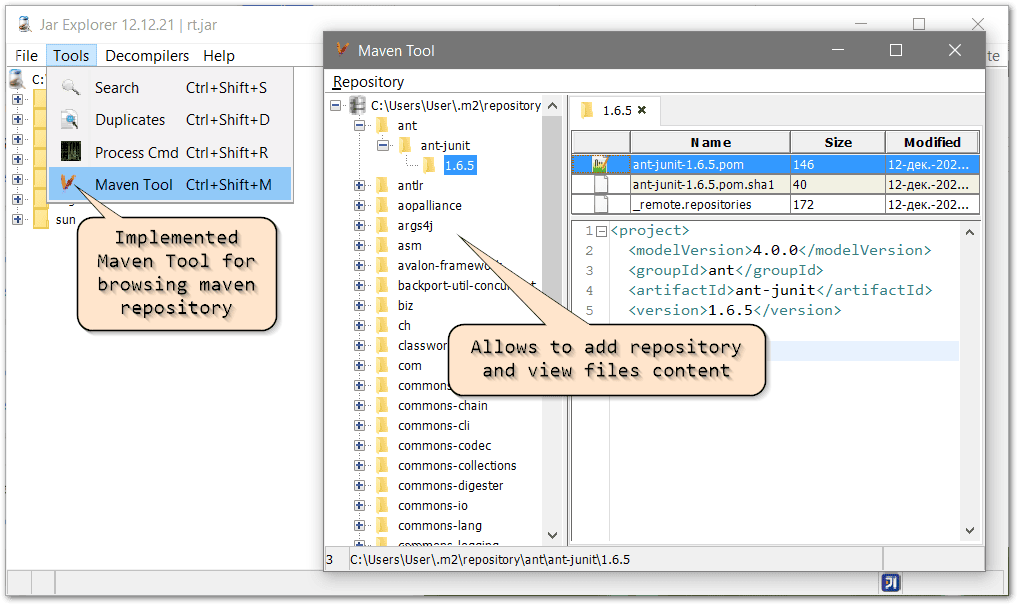 Jar Explorer 12.12.21 | rt.jar
File Tools Decompilers Help
C:
Search Ctrl+Shift+S
Duplicates Ctrl+Shift+D
Process Cmd Ctrl+Shift+R
Maven Tool Ctrl+Shift+M
sun
Implemented
Maven Tool for
browsing maven
repository
Maven Tool
Repository
C:\Users\User\.m2\repository
ant
ant-junit
1.6.5
antlr
aopalliance
args4j
asm
avalon-framework
backport-util-concurrent
biz
ch
classwor
com
commons-
commons-chain
commons-cli
commons-codec
commons-collections
commons-digester
commons-io
commons-lang
commons-logging
1.6.5
Name Size Modified
ant-junit-1.6.5.pom 146 12-дек.-202...
ant-junit-1.6.5.pom.sha1 40 12-дек.-202...
_remote.repositories 172 12-дек.-202...
1 <project>
2 <modelVersion>4.0.0</modelVersion>
3 <groupId>ant</groupId>
4 <artifactId>ant-junit</artifactId>
5 <version>1.6.5</version>
Allows to add repository
and view files content
3 C:\Users\User\.m2\repository\ant\ant-junit\1.6.5